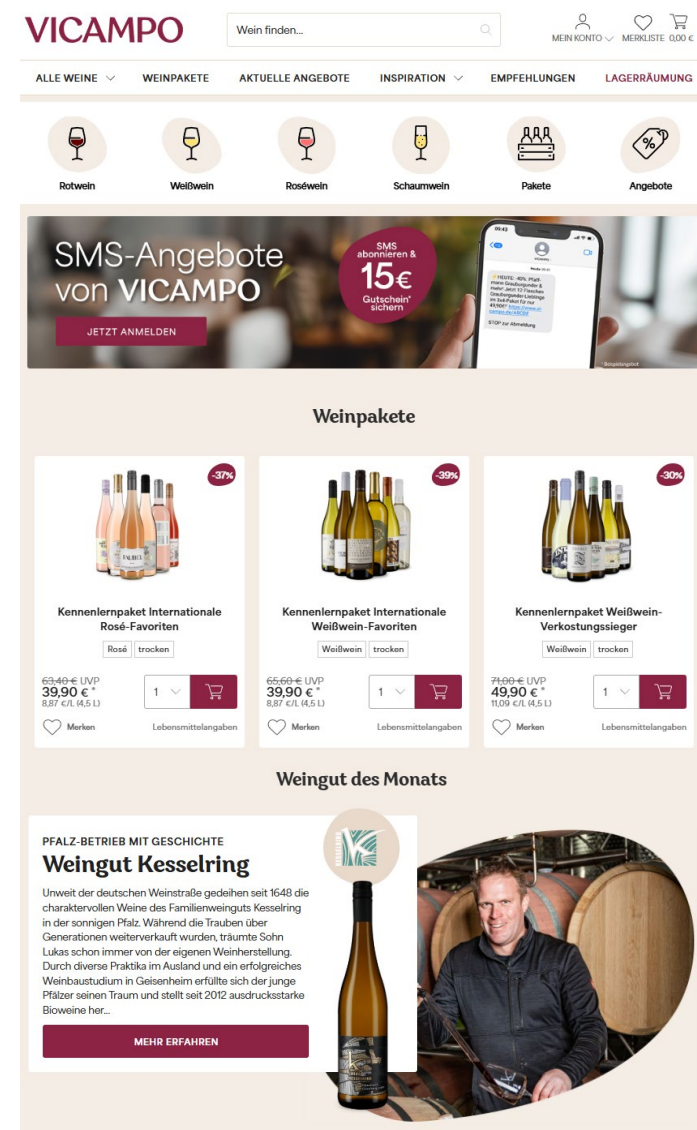 VICAMPO
Wein finden...
MEIN KONTO
MERKLISTE
0,00 €
ALLE WEINE
WEINPAKETE
AKTUELLE ANGEBOTE
INSPIRATION
EMPFEHLUNGEN
LAGERRÄUMUNG
Rotwein
Weißwein
Roséwein
Schaumwein
%
Pakete
Angebote
SMS-Angebote
von VICAMPO
JETZT ANMELDEN
SMS
abonnieren &
15€
Gutschein*
sichern
09:43
STOP zur Abmeldung
*Beispielangebot
Weinpakete
-37%
Kennenlernpaket Internationale
Rosé-Favoriten
Rosé
trocken
63,40 € UVP
39,90 € *
8,87 €/L (4,5 L)
1
Merken
Lebensmittelangaben
-39%
Kennenlernpaket Internationale
Weißwein-Favoriten
Weißwein
trocken
65,60 € UVP
39,90 € *
8,87 €/L (4,5 L)
1
Merken
Lebensmittelangaben
-30%
Kennenlernpaket Weißwein-
Verkostungssieger
Weißwein
trocken
71,00 € UVP
49,90 € *
11,09 €/L (4,5 L)
1
Merken
Lebensmittelangaben
Weingut des Monats
PFALZ-BETRIEB MIT GESCHICHTE
Weingut Kesselring
Unweit der deutschen Weinstraße gedeihen seit 1648 die
charaktervollen Weine des Familienweinguts Kesselring
in der sonnigen Pfalz. Während die Trauben über
Generationen weiterverkauft wurden, träumte Sohn
Lukas schon immer von der eigenen Weinherstellung.
Durch diverse Praktika im Ausland und ein erfolgreiches
Weinbaustudium in Geisenheim erfüllte sich der junge
Pfälzer seinen Traum und stellt seit 2012 ausdrucksstarke
Bioweine her...
MEHR ERFAHREN
KESSELRING